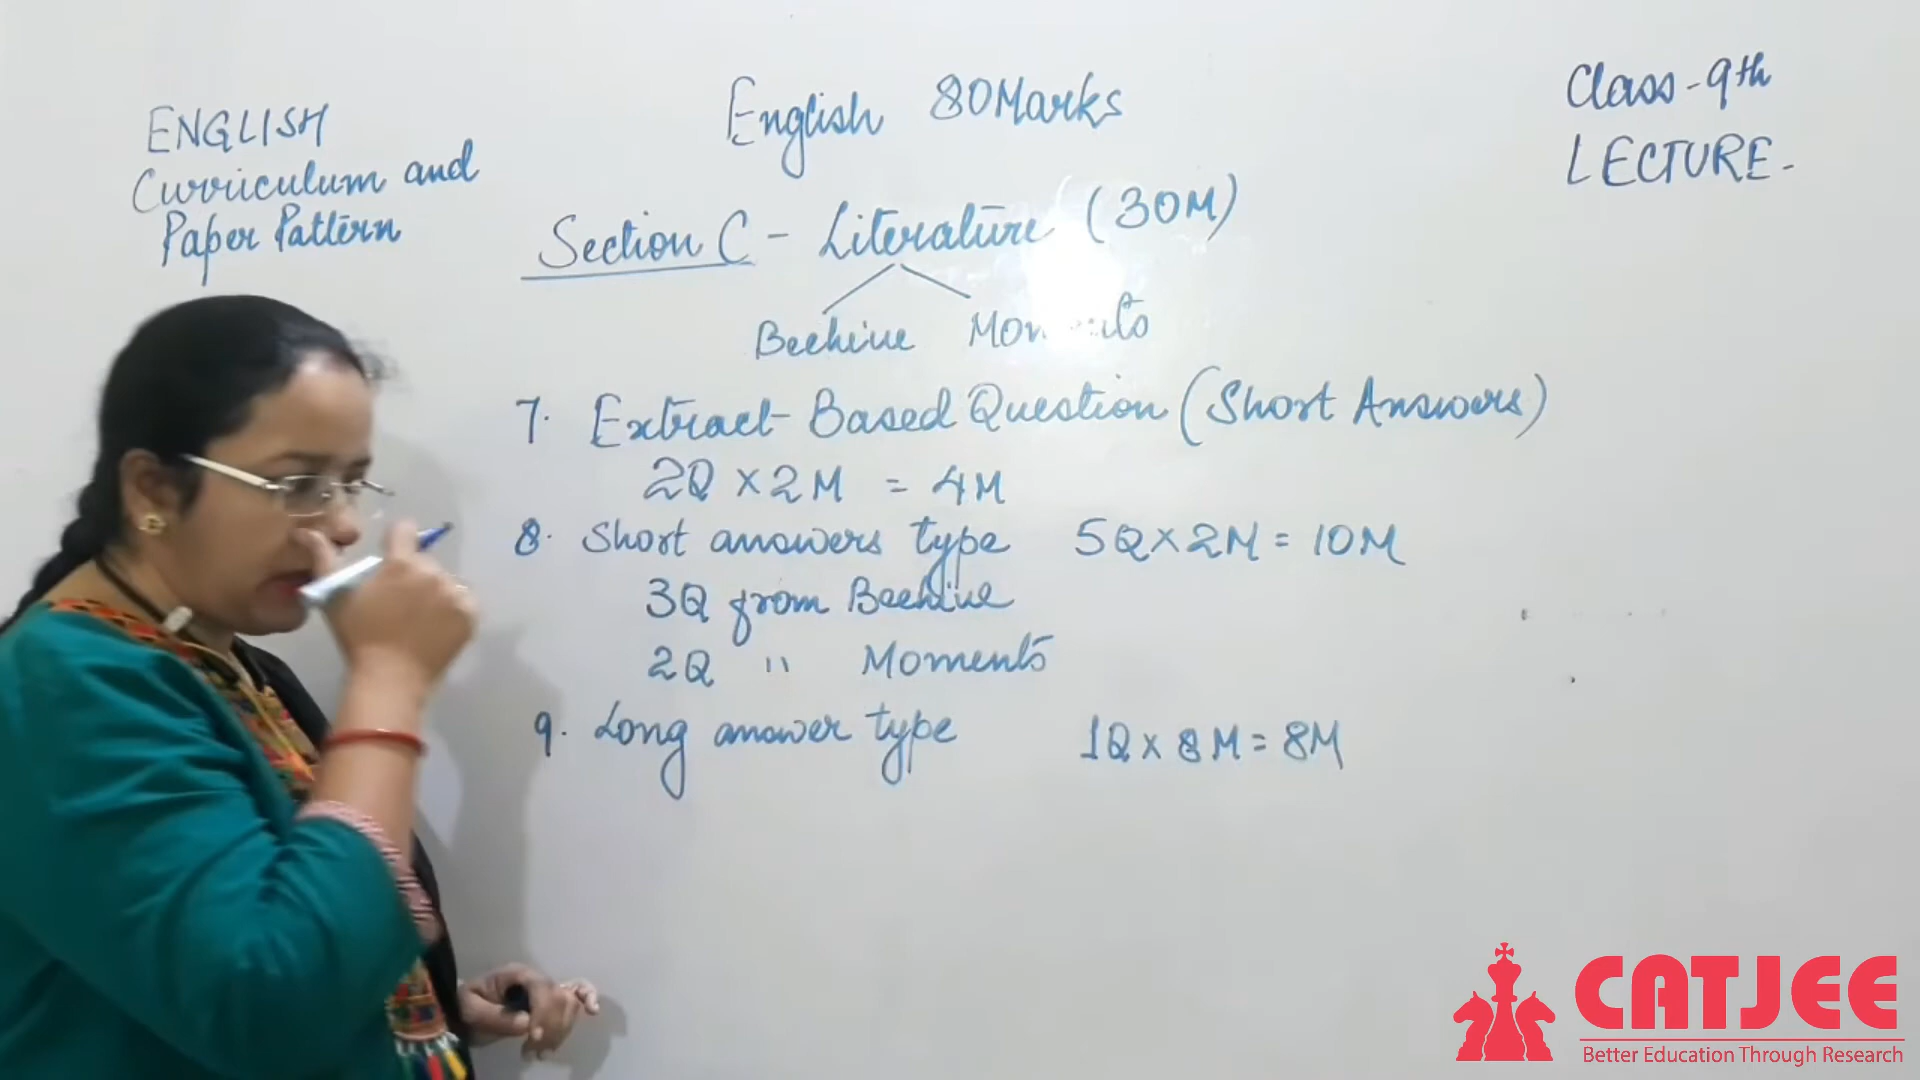 ENGLISH
Curriculum and
Paper Pattern
English 80Marks
Class-9th
LECTURE-
Section C - Literature (30M)
Beehive Moments
7. Extract-Based Question (Short Answers)
2Q × 2M = 4M
8. Short answers type 5Q×2M = 10M
3Q from Beehive
2Q " Moments
9. Long answer type 1Q × 8M = 8M
CATJEE
Better Education Through Research